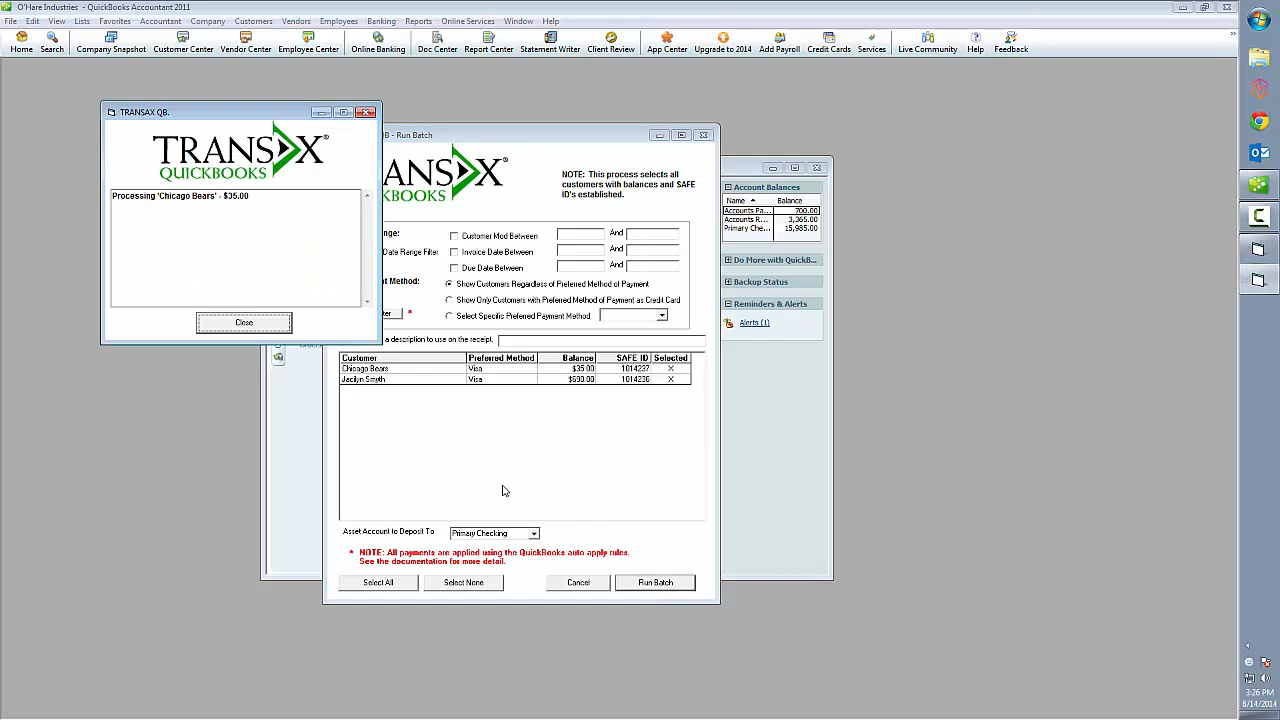 O'Hare Industries - QuickBooks Accountant 2011
File Edit View Lists Favorites Accountant Company Customers Vendors Employees Banking Reports Online Services Window Help
Home Search Company Snapshot Customer Center Vendor Center Employee Center Online Banking Doc Center Report Center Statement Writer Client Review App Center Upgrade to 2014 Add Payroll Credit Cards Services Live Community Help Feedback
TRANSAX QB.
TRANSAX®
QUICKBOOKS
Processing 'Chicago Bears' - $35.00
Close
B - Run Batch
ANSAX®
KBOOKS
NOTE: This process selects all
customers with balances and SAFE
ID's established.
nge:
Customer Mod Between And
Date Range Filter
Invoice Date Between And
Due Date Between And
nt Method:
Show Customers Regardless of Preferred Method of Payment
Show Only Customers with Preferred Method of Payment as Credit Card
ter *
Select Specific Preferred Payment Method
a description to use on the receipt.
Customer Preferred Method Balance SAFE ID Selected
Chicago Bears Visa $35.00 1014237 X
Jacilyn Smyth Visa $690.00 1014236 X
Asset Account to Deposit To Primary Checking
* NOTE: All payments are applied using the QuickBooks auto apply rules.
See the documentation for more detail.
Select All Select None Cancel Run Batch
Account Balances
Name Balance
Accounts Pa... 700.00
Accounts R... 3,365.00
Primary Che... 15,985.00
Do More with QuickB...
Backup Status
Reminders & Alerts
Alerts (1)
3:26 PM
8/14/2014